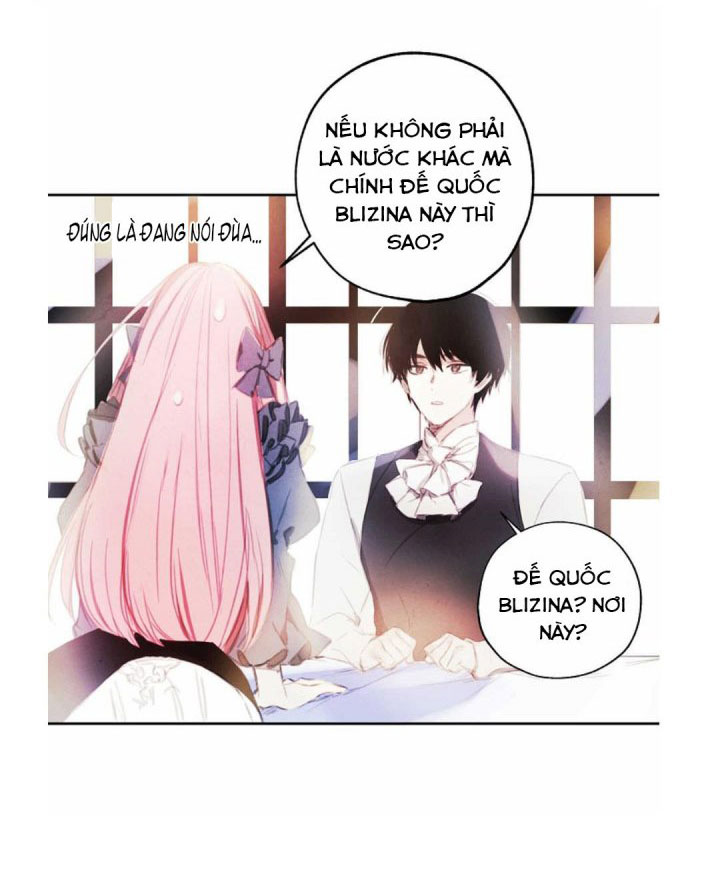 NẾU KHÔNG PHẢI
LÀ NƯỚC KHÁC MÀ
CHÍNH ĐẾ QUỐC
BLIZINA NÀY THÌ
SAO?
ĐÚNG LÀ ĐANG NÓI ĐÙA...
ĐẾ QUỐC
BLIZINA? NƠI
NÀY?